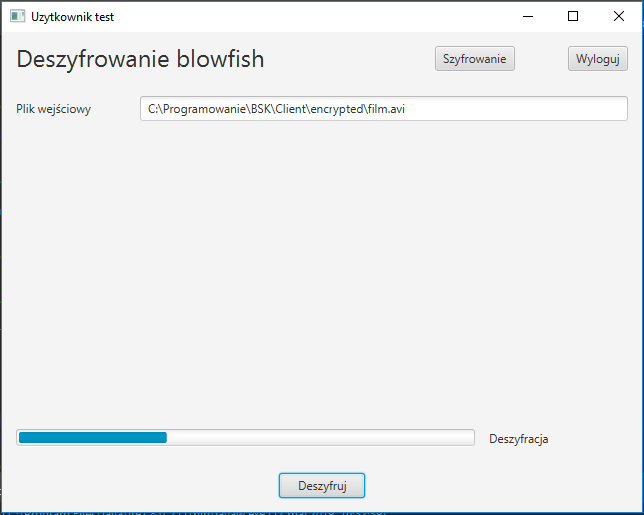 Uzytkownik test
Deszyfrowanie blowfish
Szyfrowanie
Wyloguj
Plik wejściowy
C:\Programowanie\BSK\Client\encrypted\film.avi
Deszyfracja
Deszyfruj